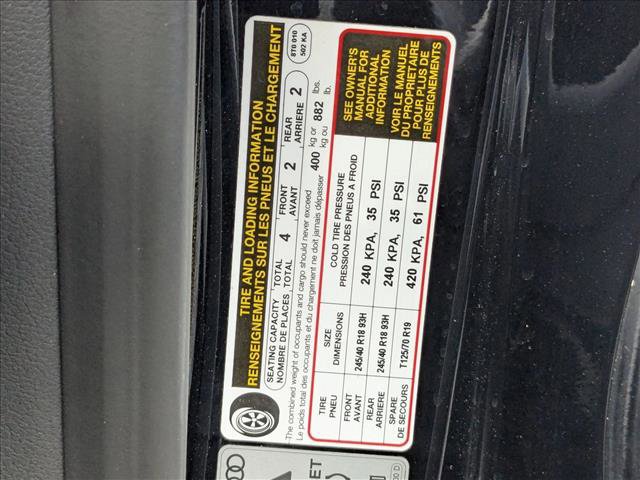 TIRE AND LOADING INFORMATION
RENSEIGNEMENTS SUR LES PNEUS ET LE CHARGEMENT
8T0 010
502 KA
SEATING CAPACITY TOTAL 4 FRONT 2 REAR 2
NOMBRE DE PLACES TOTAL AVANT ARRIERE
The combined weight of occupants and cargo should never exceed 400 kg or 882 lbs.
Le poids total des occupants et du chargement ne doit jamais dépasser kg ou lb.
TIRE SIZE COLD TIRE PRESSURE
PNEU DIMENSIONS PRESSION DES PNEUS A FROID
FRONT
AVANT 245/40 R18 93H 240 KPA, 35 PSI
REAR
ARRIERE 245/40 R18 93H 240 KPA, 35 PSI
SPARE
DE SECOURS T125/70 R19 420 KPA, 61 PSI
SEE OWNER'S
MANUAL FOR
ADDITIONAL
INFORMATION
VOIR LE MANUEL
DU PROPRIETAIRE
POUR PLUS DE
RENSEIGNEMENTS